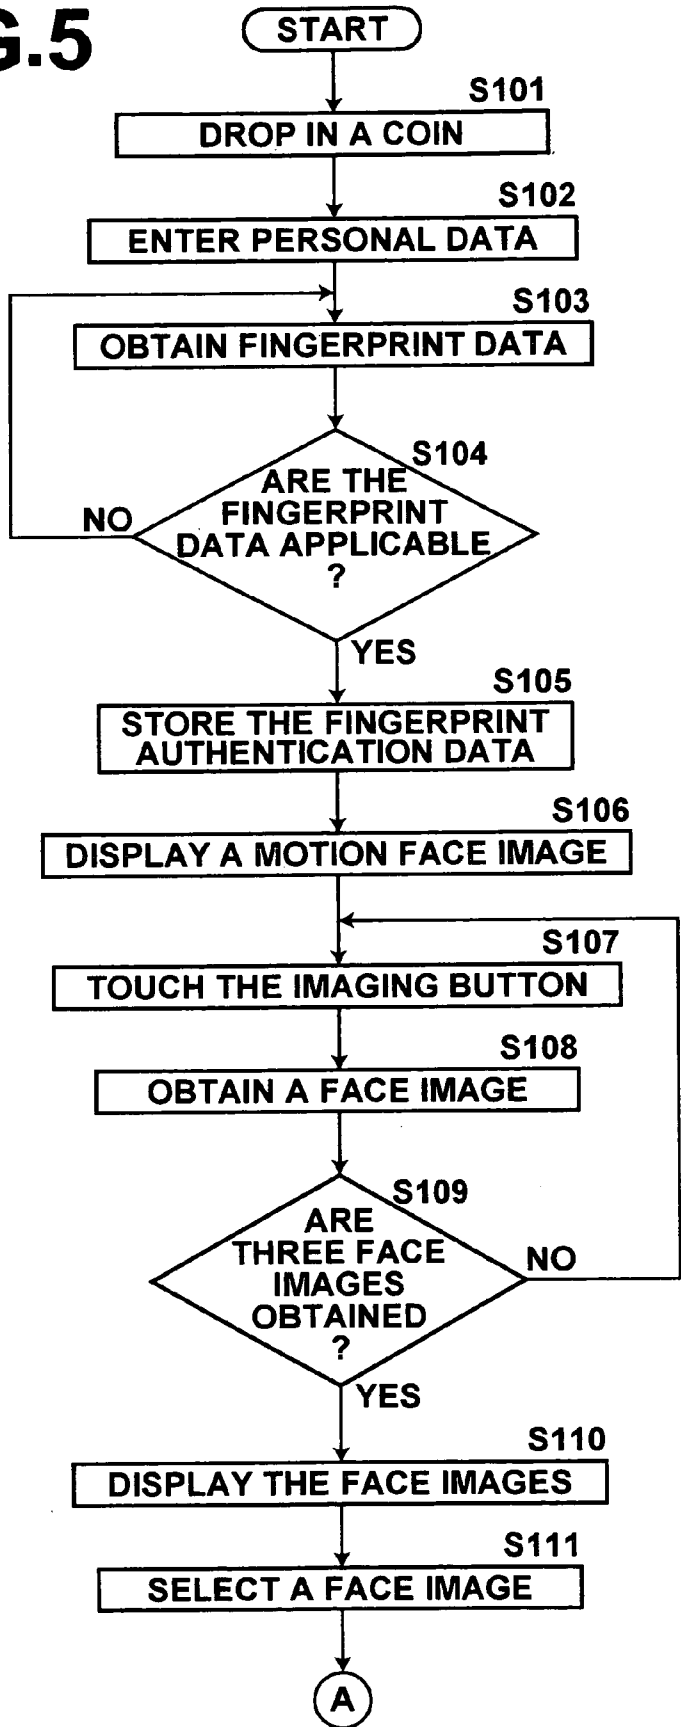 G.5
START
S101
DROP IN A COIN
S102
ENTER PERSONAL DATA
S103
OBTAIN FINGERPRINT DATA
S104
ARE THE
FINGERPRINT
DATA APPLICABLE
?
NO
YES
S105
STORE THE FINGERPRINT
AUTHENTICATION DATA
S106
DISPLAY A MOTION FACE IMAGE
S107
TOUCH THE IMAGING BUTTON
S108
OBTAIN A FACE IMAGE
S109
ARE
THREE FACE
IMAGES
OBTAINED
?
NO
YES
S110
DISPLAY THE FACE IMAGES
S111
SELECT A FACE IMAGE
A